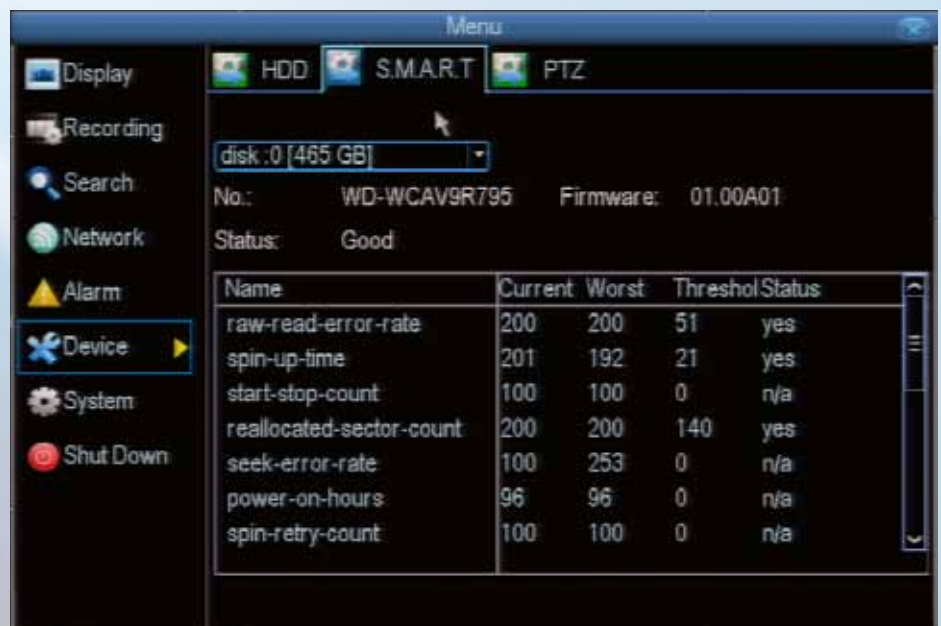 Menu
Display
Recording
Search
Network
Alarm
Device
System
Shut Down
HDD S.M.A.R.T PTZ
disk :0 [465 GB]
No.: WD-WCAV9R795 Firmware: 01.00A01
Status: Good
Name Current Worst Threshol Status
raw-read-error-rate 200 200 51 yes
spin-up-time 201 192 21 yes
start-stop-count 100 100 0 n/a
reallocated-sector-count 200 200 140 yes
seek-error-rate 100 253 0 n/a
power-on-hours 96 96 0 n/a
spin-retry-count 100 100 0 n/a